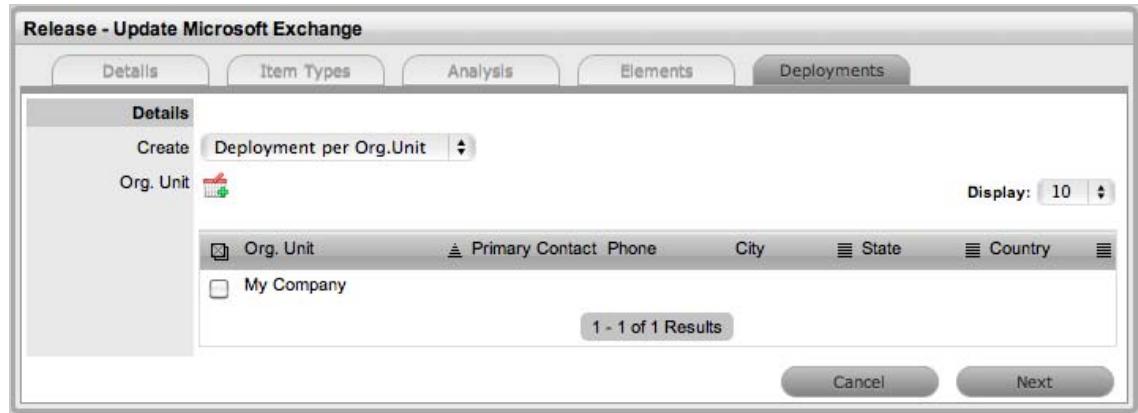 Release - Update Microsoft Exchange
Details Item Types Analysis Elements Deployments
Details
Create Deployment per Org.Unit
Org. Unit
Display: 10
Org. Unit Primary Contact Phone City State Country
My Company
1 - 1 of 1 Results
Cancel Next